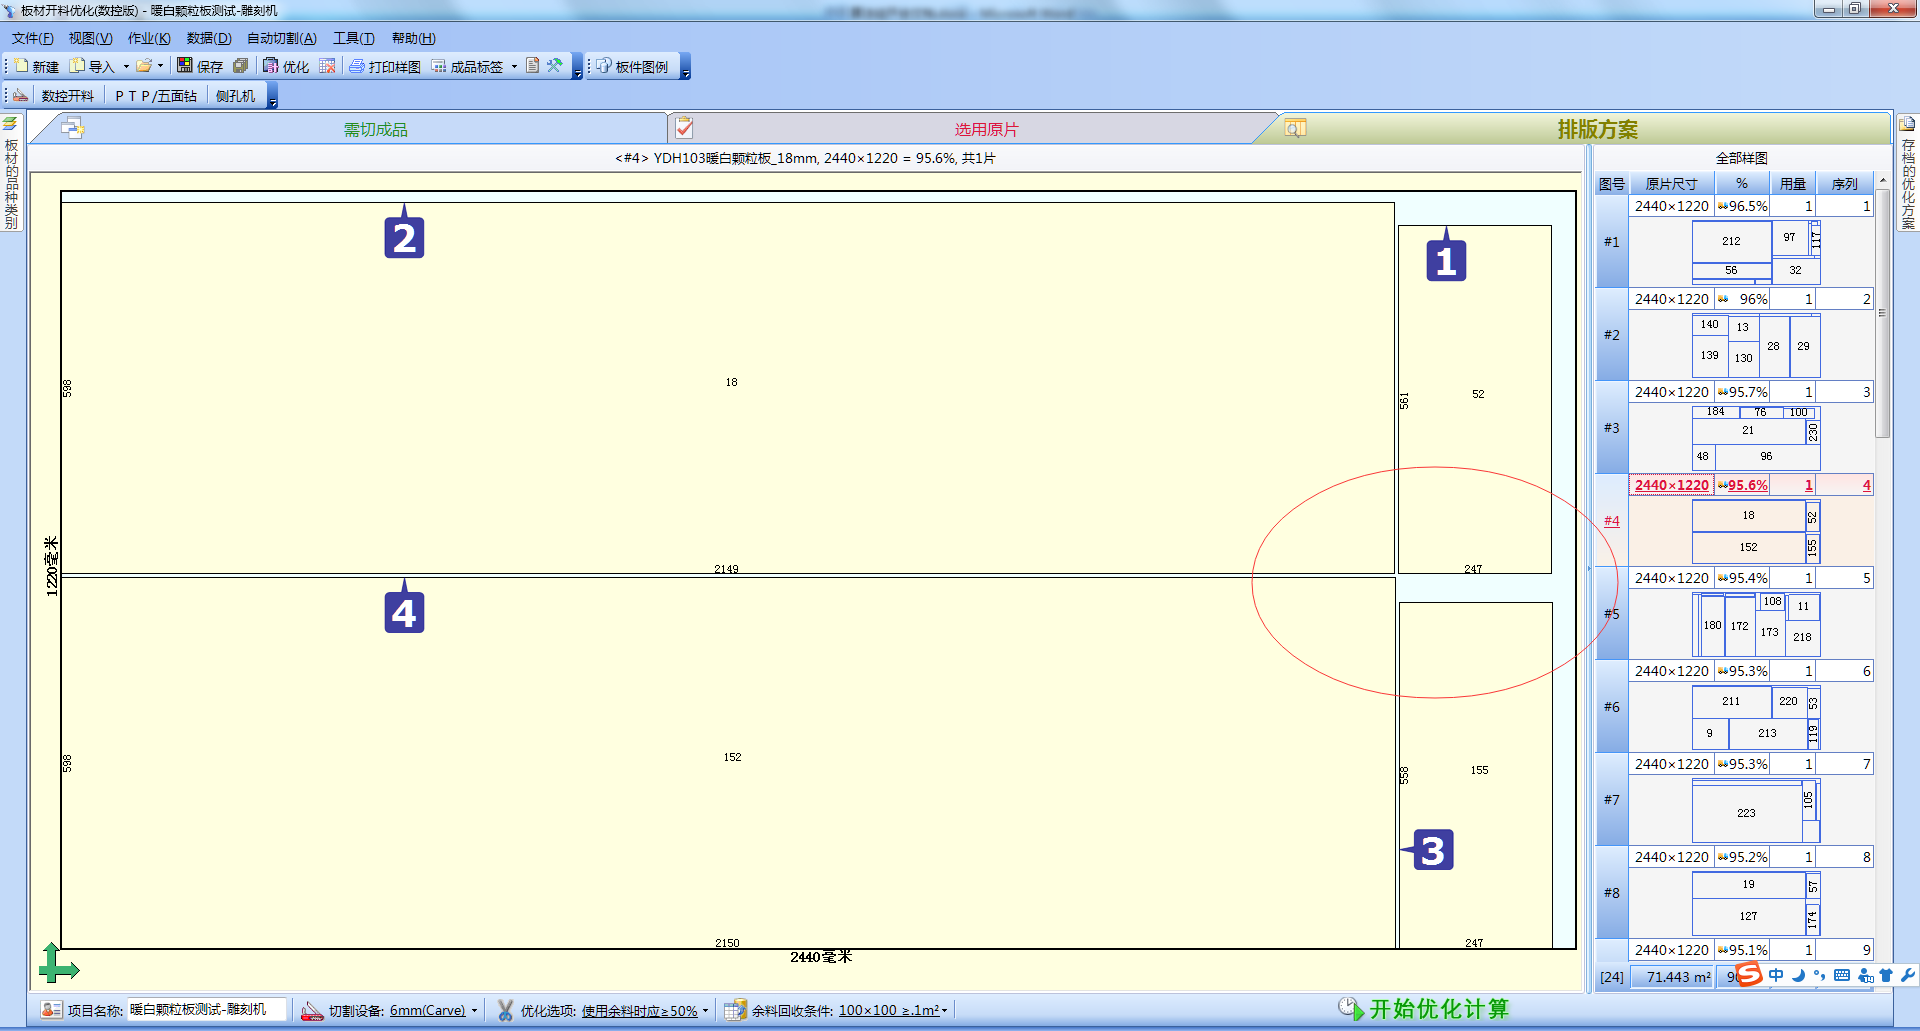 板材开料优化(数控版) - 暖白颗粒板测试-雕刻机
文件(F) 视图(V) 作业(K) 数据(D) 自动切割(A) 工具(T) 帮助(H)
新建 导入 保存 优化 打印样图 成品标签 板件图例
数控开料 P T P/五面钻 侧孔机
板材的品种类别
需切成品 选用原片 排版方案
存档的优化方案
<#4> YDH103暖白颗粒板_18mm, 2440×1220 = 95.6%, 共1片
2
1
598
18
561
52
2149
247
1220毫米
4
598
152
558
155
3
2150
247
2440毫米
全部样图
图号 原片尺寸 % 用量 序列
2440×1220 96.5% 1 1
#1
212 97 117
56 32
2440×1220 96% 1 2
#2
140 13 28 29
139 130
2440×1220 95.7% 1 3
#3
184 76 100
21 230
48 96
2440×1220 95.6% 1 4
#4
18 52
152 155
2440×1220 95.4% 1 5
#5
180 172 108 11
173 218
2440×1220 95.3% 1 6
#6
211 220 53
9 213 119
2440×1220 95.3% 1 7
#7
223 105
2440×1220 95.2% 1 8
#8
19 57
127 174
2440×1220 95.1% 1 9
[24] 71.443 m² 中
项目名称: 暖白颗粒板测试-雕刻机 切割设备: 6mm(Carve) 优化选项: 使用余料时应≥50% 余料回收条件: 100×100 ≥.1m² 开始优化计算